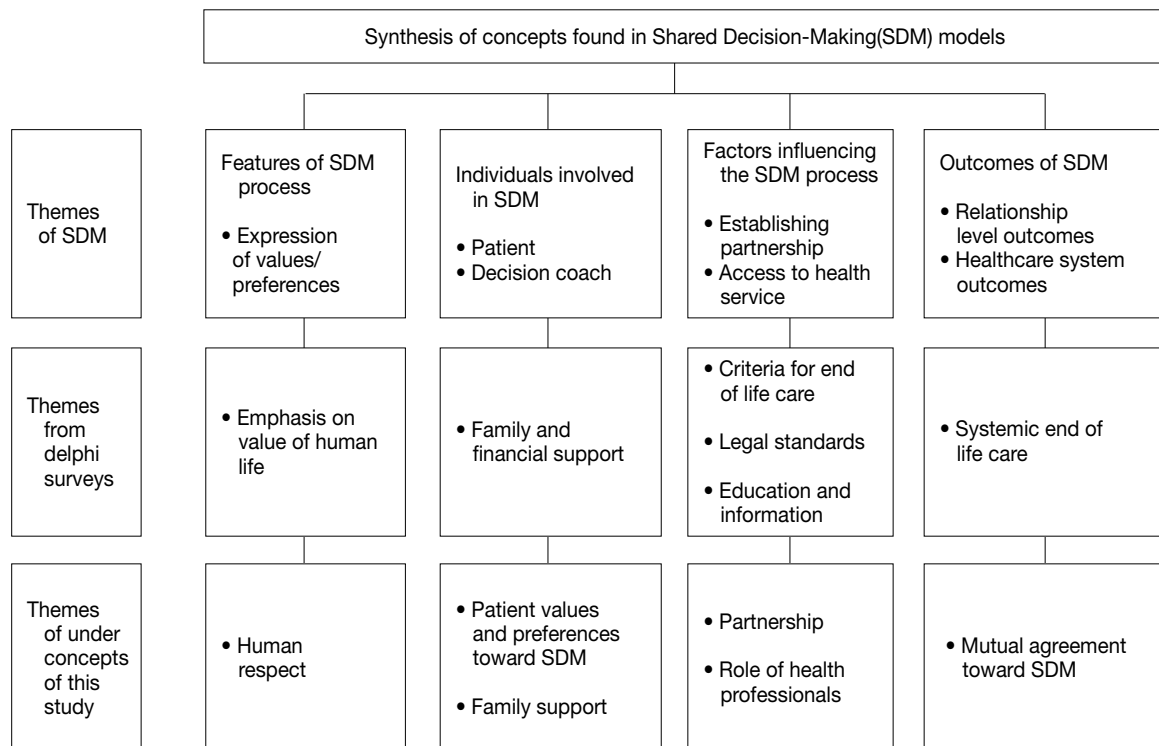 Synthesis of concepts found in Shared Decision-Making(SDM) models
Themes
of SDM
Features of SDM
process
• Expression
of values/
preferences
Individuals involved
in SDM
• Patient
• Decision coach
Factors influencing
the SDM process
• Establishing
partnership
• Access to health
service
Outcomes of SDM
• Relationship
level outcomes
• Healthcare system
outcomes
Themes
from
delphi
surveys
• Emphasis on
value of human
life
• Family and
financial support
• Criteria for end
of life care
• Legal standards
• Education and
information
• Systemic end of
life care
Themes
of under
concepts
of this
study
• Human
respect
• Patient values
and preferences
toward SDM
• Family support
• Partnership
• Role of health
professionals
• Mutual agreement
toward SDM